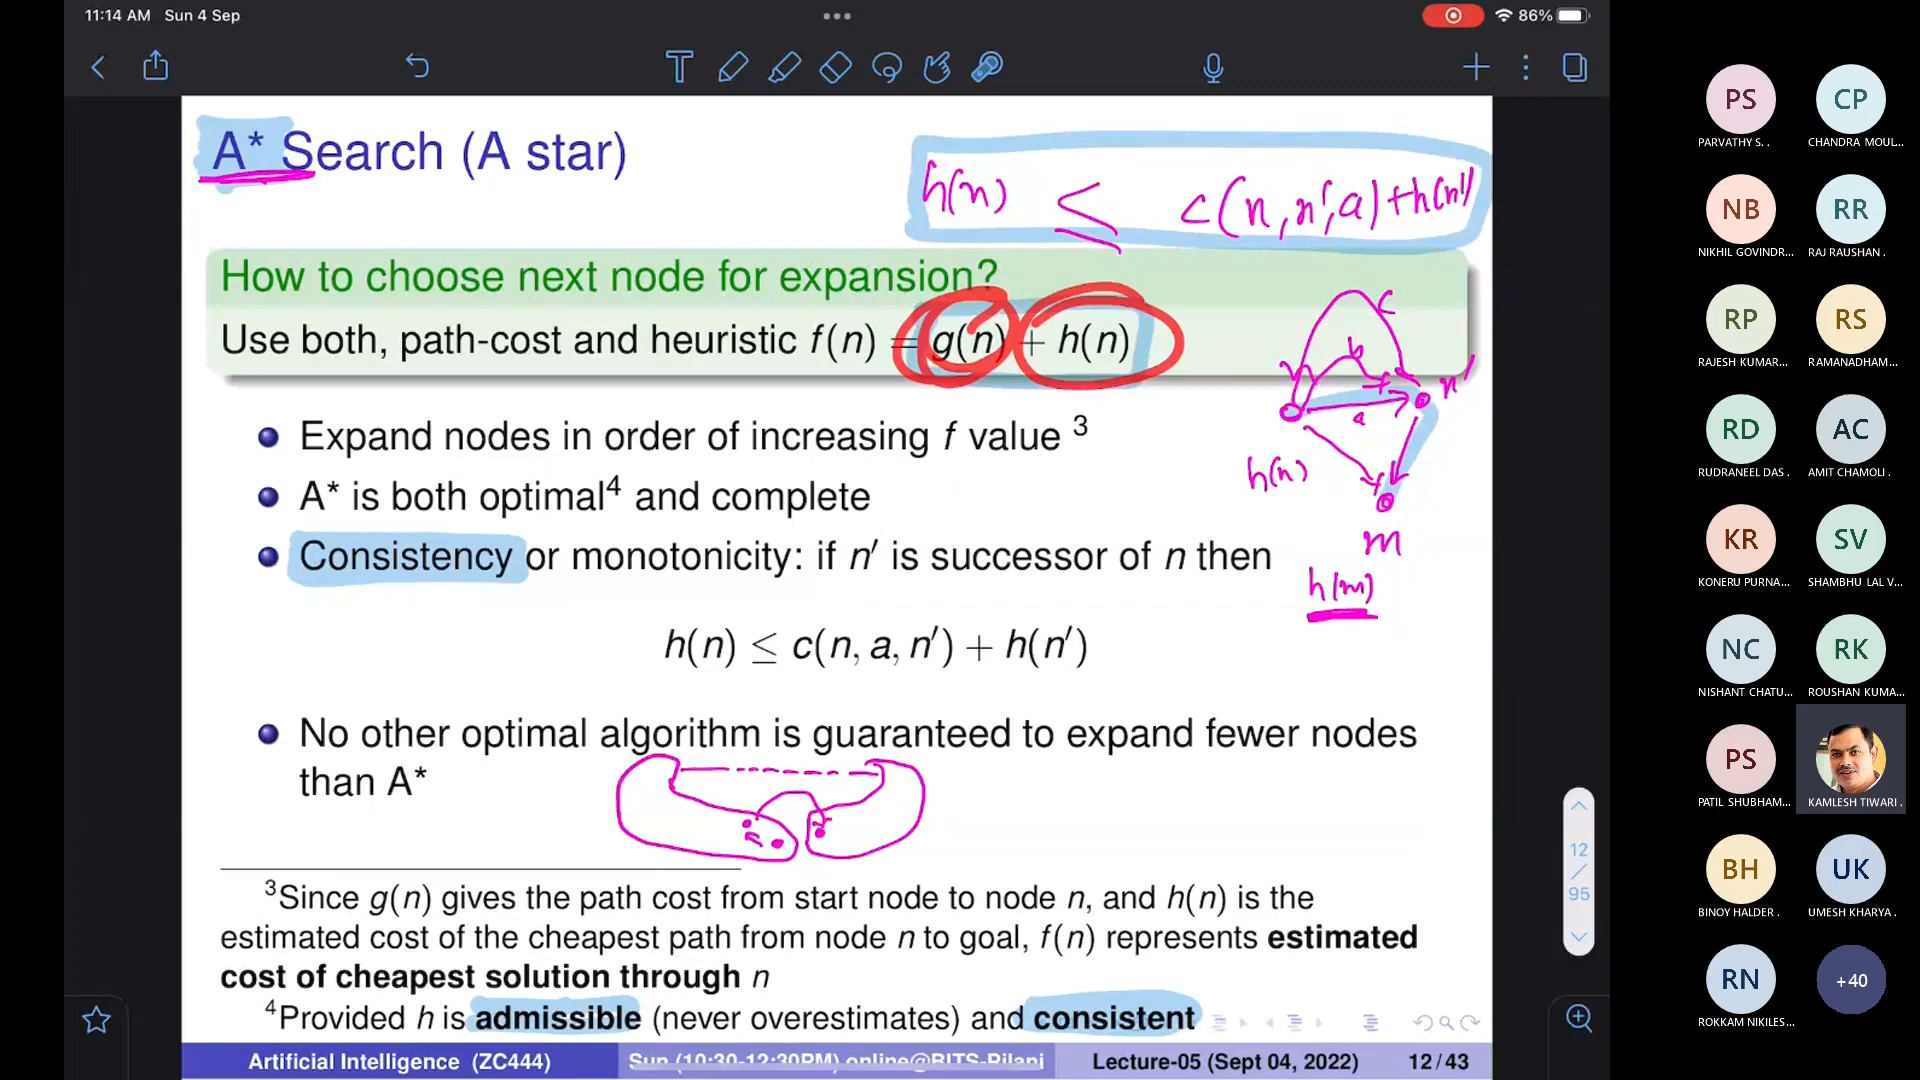 11:14 AM Sun 4 Sep
86%
A* Search (A star)
h(n) ≤ c(n, n', a) + h(n')
How to choose next node for expansion?
Use both, path-cost and heuristic f(n) = g(n) + h(n)
c
b
n
n'
a
Expand nodes in order of increasing f value 3
h(n)
A* is both optimal4 and complete
m
Consistency or monotonicity: if n′ is successor of n then
h(m)
h(n) ≤ c(n, a, n′) + h(n′)
No other optimal algorithm is guaranteed to expand fewer nodes
than A*
3Since g(n) gives the path cost from start node to node n, and h(n) is the
estimated cost of the cheapest path from node n to goal, f(n) represents estimated
cost of cheapest solution through n
4Provided h is admissible (never overestimates) and consistent
Artificial Intelligence (ZC444) Sun (10:30-12:30PM) online@BITS-Pilani Lecture-05 (Sept 04, 2022) 12/43
12
/
95
PS CP
PARVATHY S. . CHANDRA MOUL...
NB RR
NIKHIL GOVINDR... RAJ RAUSHAN .
RP RS
RAJESH KUMAR... RAMANADHAM...
RD AC
RUDRANEEL DAS . AMIT CHAMOLI .
KR SV
KONERU PURNA... SHAMBHU LAL V...
NC RK
NISHANT CHATU... ROUSHAN KUMA...
PS
PATIL SHUBHAM... KAMLESH TIWARI .
BH UK
BINOY HALDER . UMESH KHARYA .
RN +40
ROKKAM NIKILES...